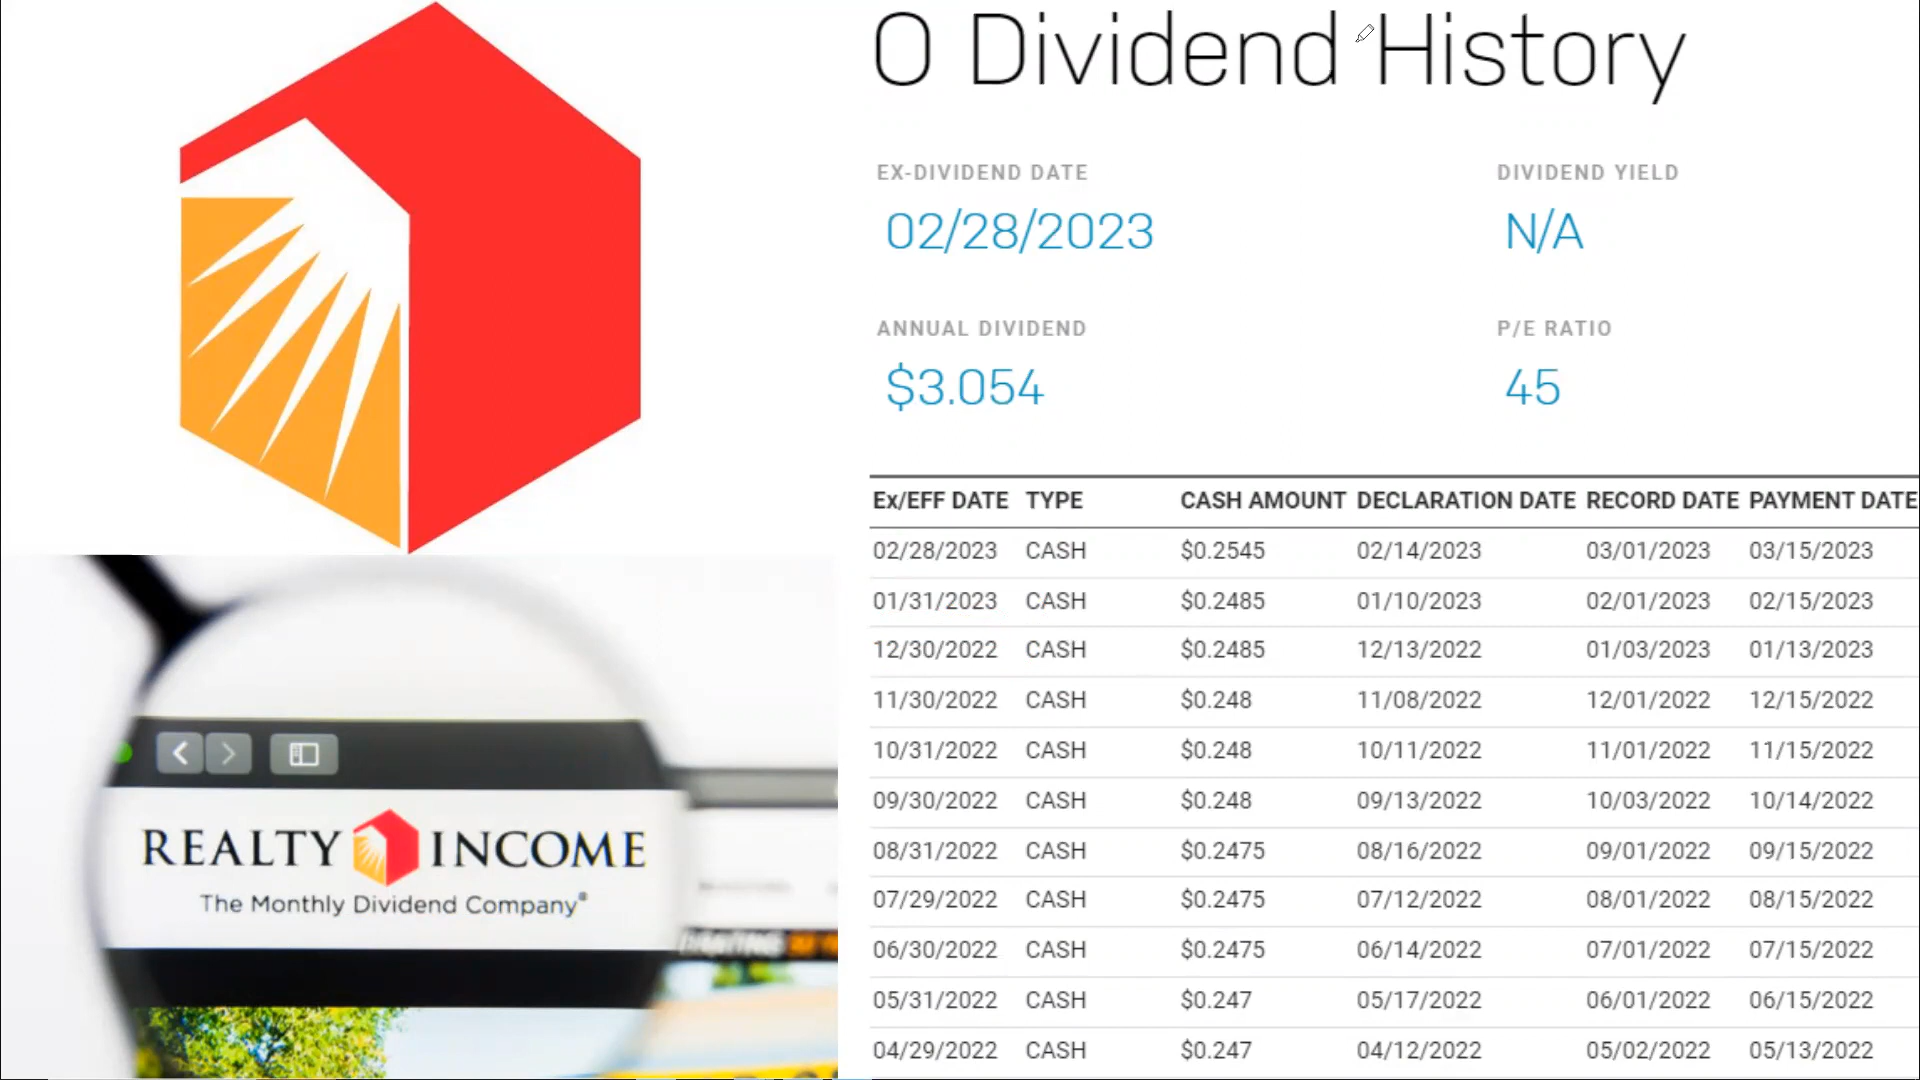 O Dividend History
EX-DIVIDEND DATE DIVIDEND YIELD
02/28/2023 N/A
ANNUAL DIVIDEND P/E RATIO
$3.054 45
Ex/EFF DATE TYPE CASH AMOUNT DECLARATION DATE RECORD DATE PAYMENT DATE
02/28/2023 CASH $0.2545 02/14/2023 03/01/2023 03/15/2023
01/31/2023 CASH $0.2485 01/10/2023 02/01/2023 02/15/2023
12/30/2022 CASH $0.2485 12/13/2022 01/03/2023 01/13/2023
11/30/2022 CASH $0.248 11/08/2022 12/01/2022 12/15/2022
10/31/2022 CASH $0.248 10/11/2022 11/01/2022 11/15/2022
09/30/2022 CASH $0.248 09/13/2022 10/03/2022 10/14/2022
08/31/2022 CASH $0.2475 08/16/2022 09/01/2022 09/15/2022
07/29/2022 CASH $0.2475 07/12/2022 08/01/2022 08/15/2022
06/30/2022 CASH $0.2475 06/14/2022 07/01/2022 07/15/2022
05/31/2022 CASH $0.247 05/17/2022 06/01/2022 06/15/2022
04/29/2022 CASH $0.247 04/12/2022 05/02/2022 05/13/2022
REALTY INCOME
The Monthly Dividend Company®